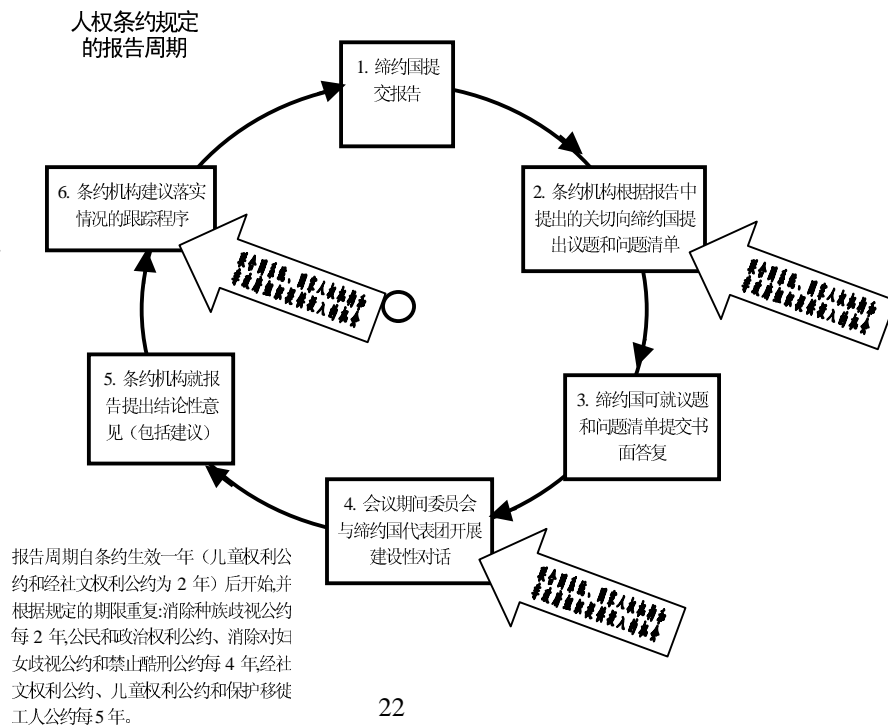 人权条约规定
的报告周期
1. 缔约国提
交报告
2. 条约机构根据报告中
提出的关切向缔约国提
出议题和问题清单
3. 缔约国可就议题
和问题清单提交书
面答复
4. 会议期间委员会
与缔约国代表团开展
建设性对话
5. 条约机构就报
告提出结论性意
见（包括建议）
6. 条约机构建议落实
情况的跟踪程序
报告周期自条约生效一年（儿童权利公
约和经社文权利公约为 2 年）后开始,并
根据规定的期限重复:消除种族歧视公约
每 2 年,公民和政治权利公约、消除对妇
女歧视公约和禁止酷刑公约每 4 年,经社
文权利公约、儿童权利公约和保护移徙
工人公约每5 年。
22